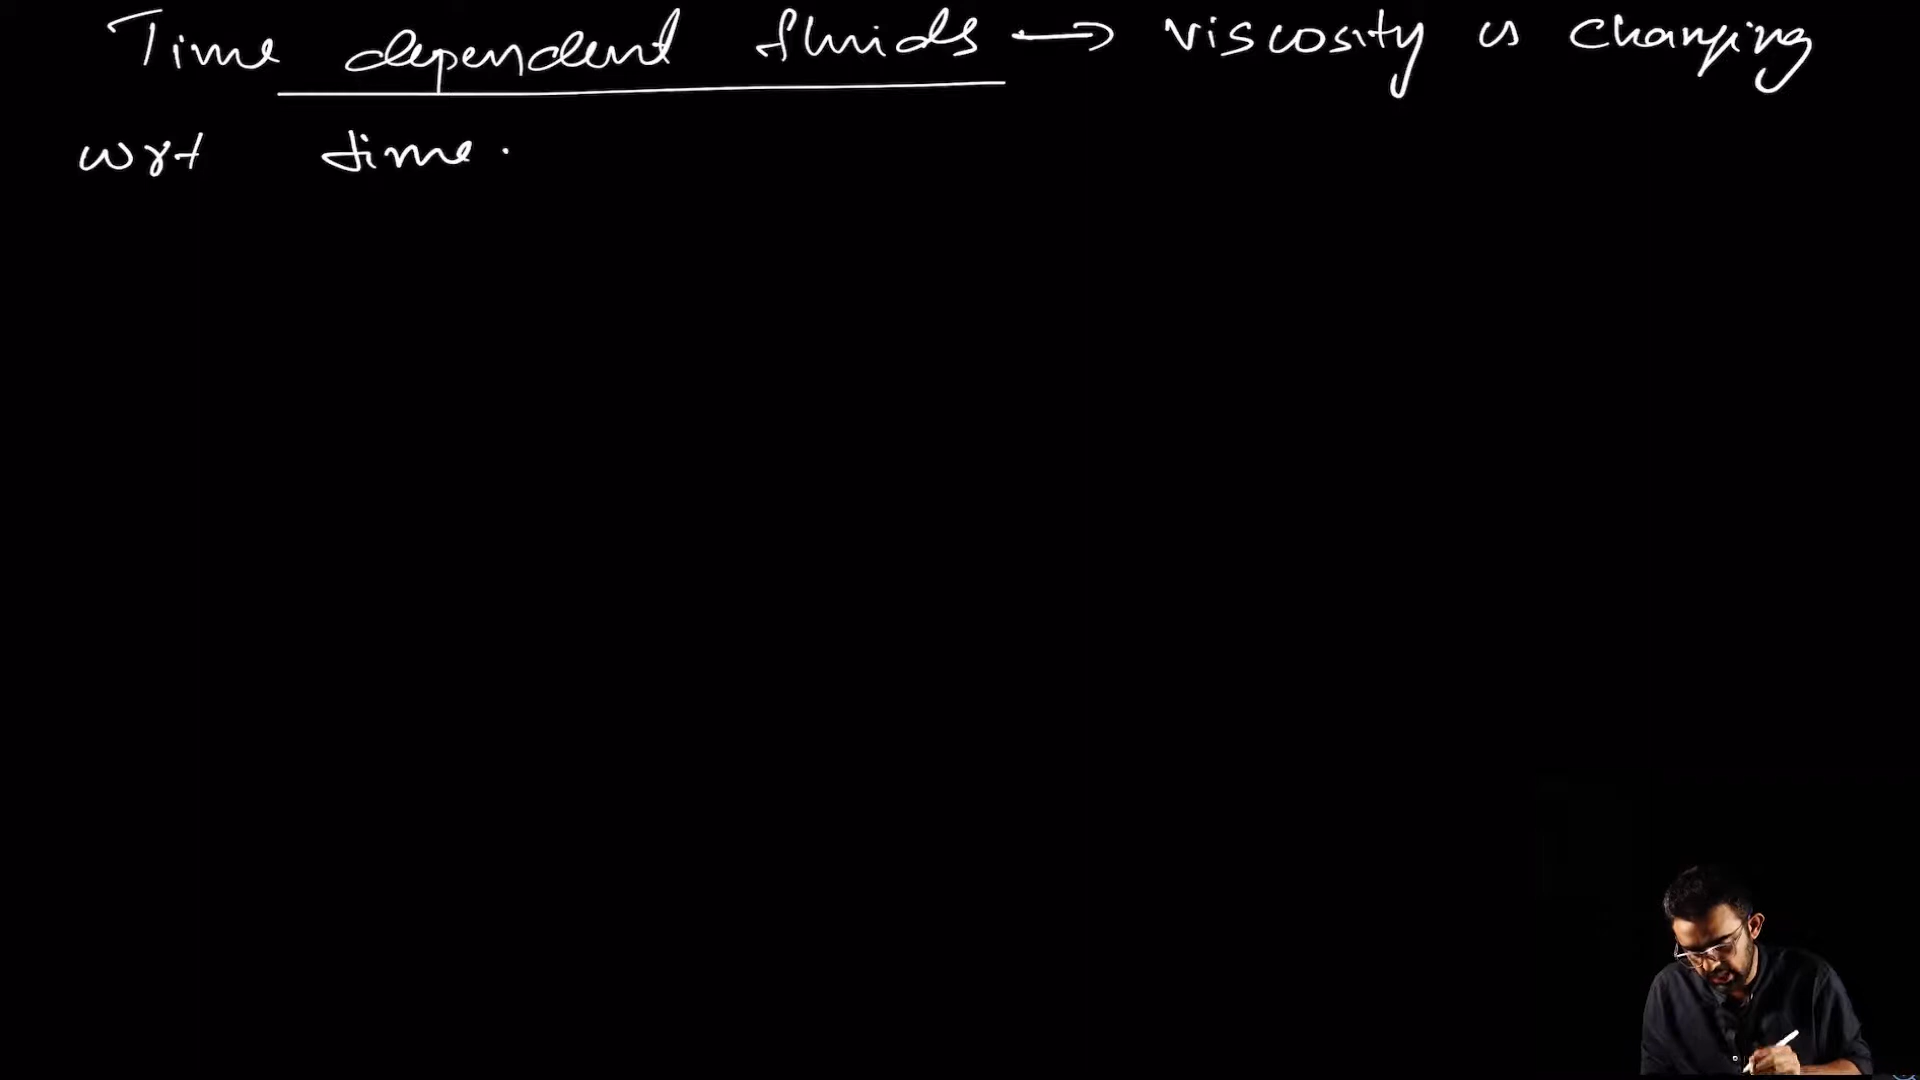 Time dependent fluids → viscosity is changing
wrt time.